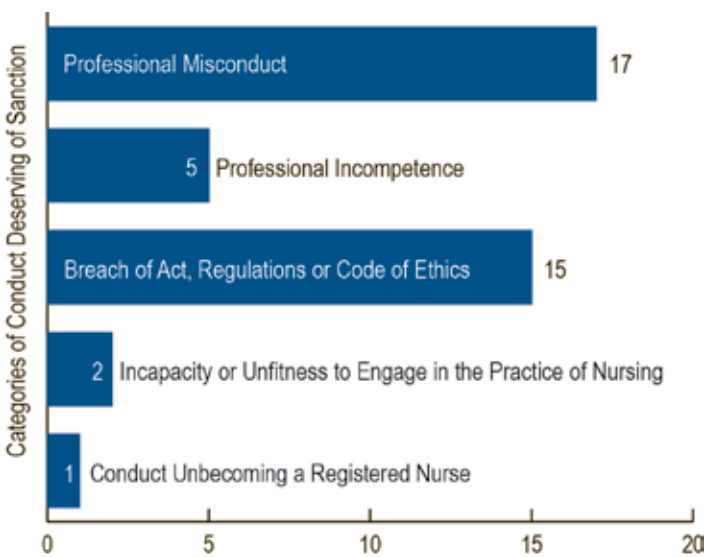 Categories of Conduct Deserving of Sanction
Professional Misconduct 17
5 Professional Incompetence
Breach of Act, Regulations or Code of Ethics 15
2 Incapacity or Unfitness to Engage in the Practice of Nursing
1 Conduct Unbecoming a Registered Nurse
0 5 10 15 20